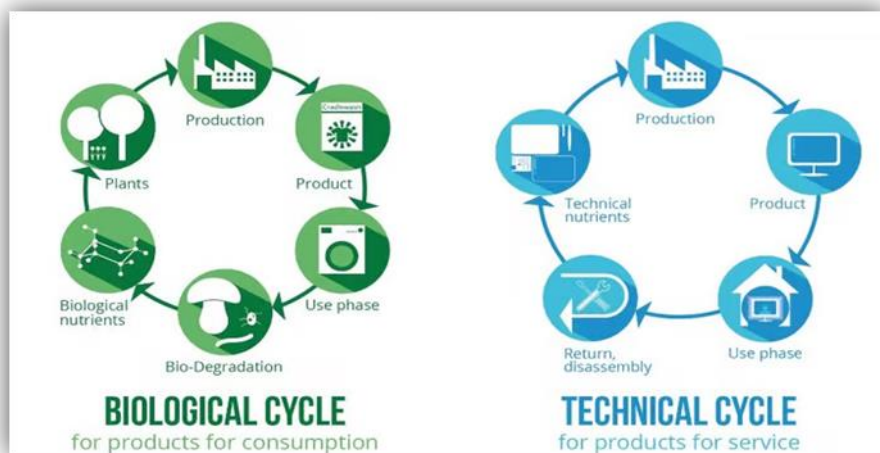 Production
Cradlewash
Product
Use phase
Bio-Degradation
Biological
nutrients
Plants
BIOLOGICAL CYCLE
for products for consumption
Production
Product
Use phase
Return,
disassembly
Technical
nutrients
TECHNICAL CYCLE
for products for service